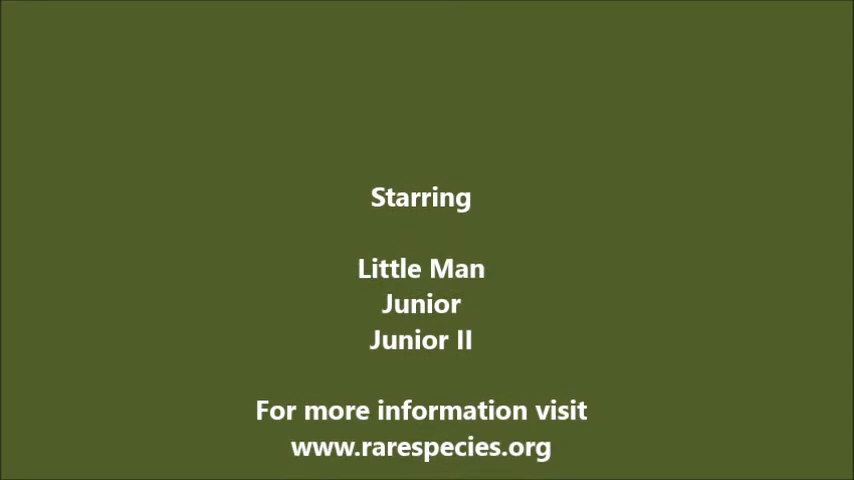 Starring
Little Man
Junior
Junior II
For more information visit
www.rarespecies.org